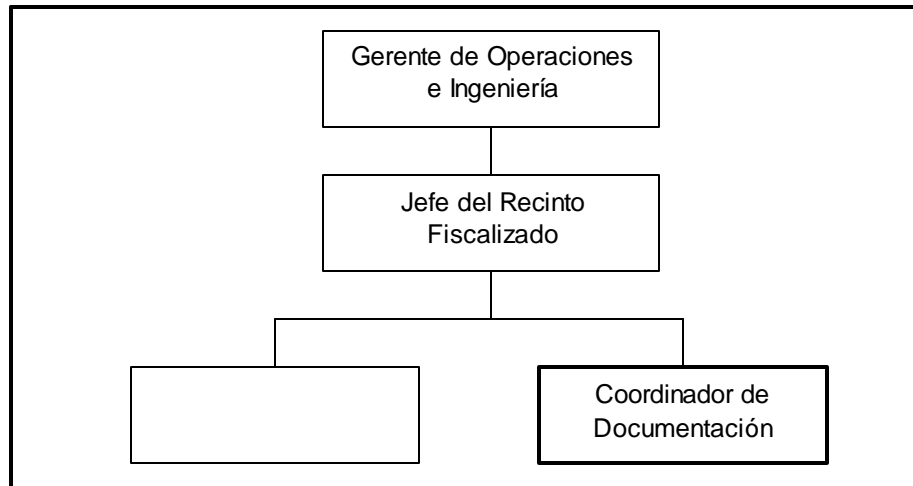 Gerente de Operaciones
e Ingeniería
Jefe del Recinto
Fiscalizado
Coordinador de
Documentación